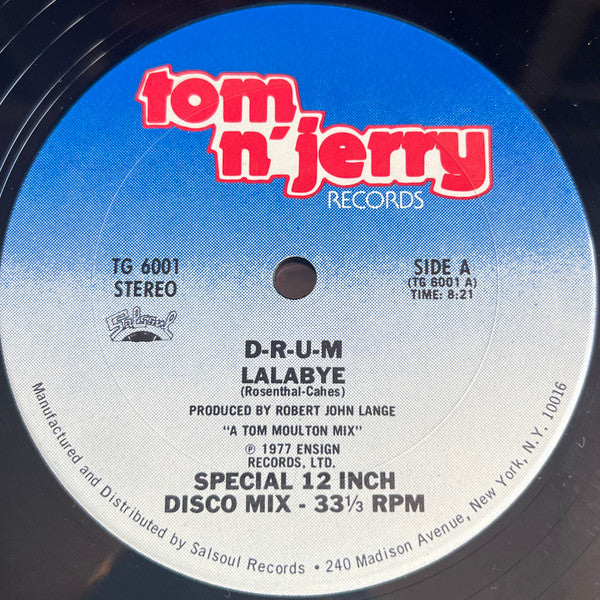 tom
n' jerry
RECORDS
TG 6001
STEREO
SIDE A
(TG 6001 A)
TIME: 8:21
Salsoul
D-R-U-M
LALABYE
(Rosenthal-Cahes)
PRODUCED BY ROBERT JOHN LANGE
"A TOM MOULTON MIX"
℗ 1977 ENSIGN
RECORDS, LTD.
SPECIAL 12 INCH
DISCO MIX - 33⅓ RPM
Manufactured and Distributed by Salsoul Records • 240 Madison Avenue, New York, N.Y. 10016